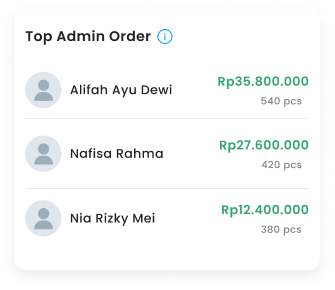 Top Admin Order
Alifah Ayu Dewi
Rp35.800.000
540 pcs
Nafisa Rahma
Rp27.600.000
420 pcs
Nia Rizky Mei
Rp12.400.000
380 pcs